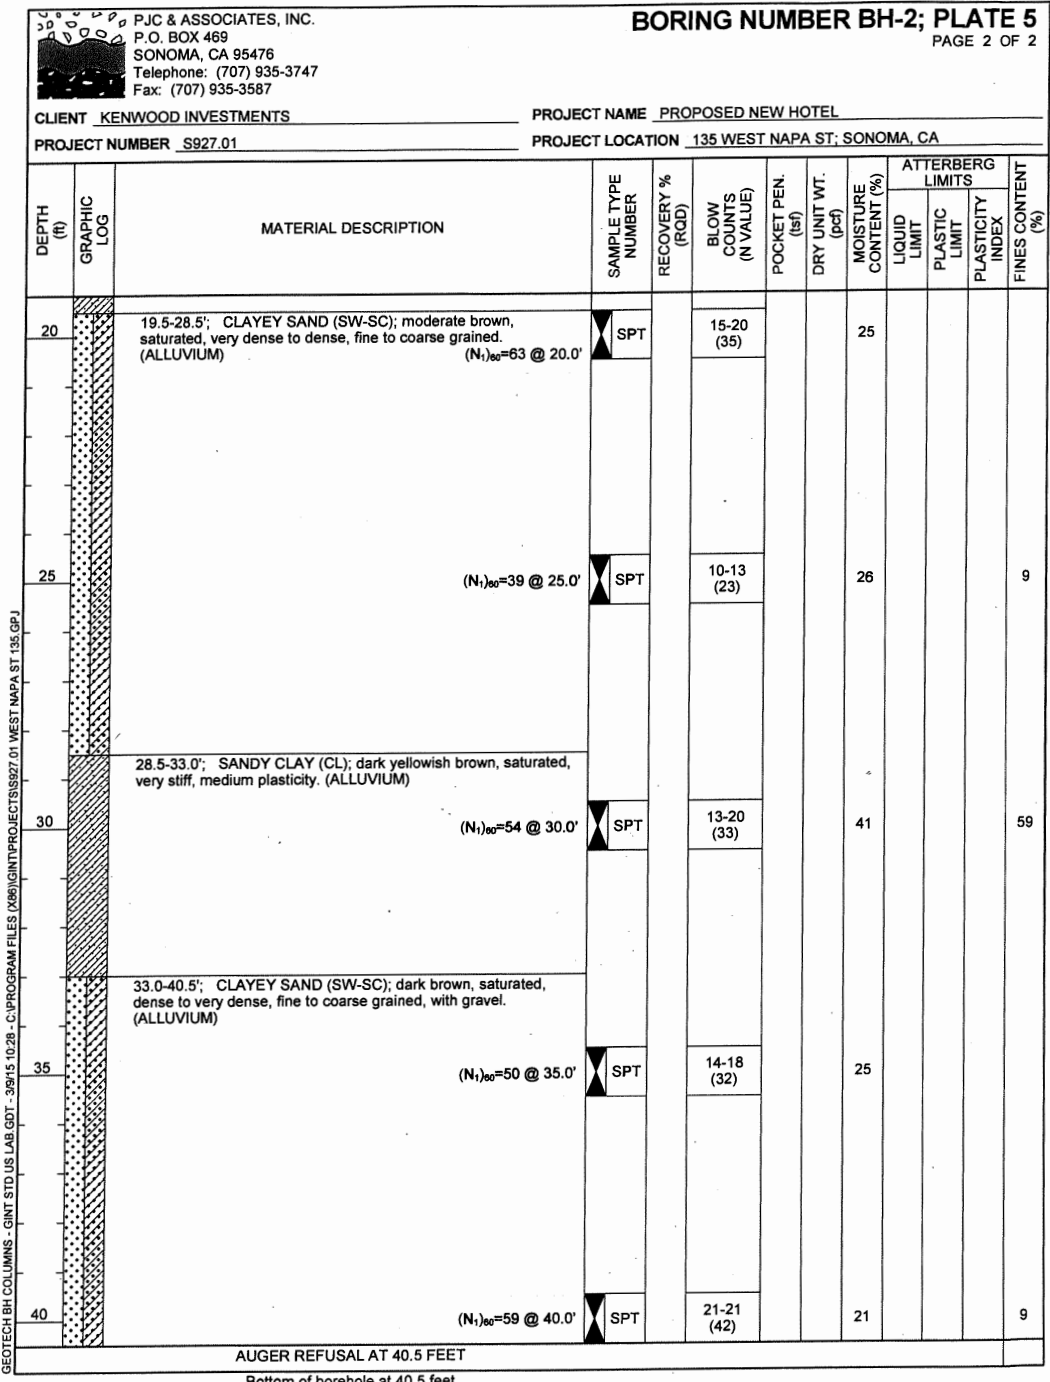 PJC & ASSOCIATES, INC.
P.O. BOX 469
SONOMA, CA 95476
Telephone: (707) 935-3747
Fax: (707) 935-3587
BORING NUMBER BH-2; PLATE 5
PAGE 2 OF 2
CLIENT KENWOOD INVESTMENTS
PROJECT NAME PROPOSED NEW HOTEL
PROJECT NUMBER S927.01
PROJECT LOCATION 135 WEST NAPA ST; SONOMA, CA
DEPTH (ft)
GRAPHIC LOG
MATERIAL DESCRIPTION
SAMPLE TYPE NUMBER
RECOVERY % (RQD)
BLOW COUNTS (N VALUE)
POCKET PEN. (tsf)
DRY UNIT WT. (pcf)
MOISTURE CONTENT (%)
ATTERBERG LIMITS
LIQUID LIMIT
PLASTIC LIMIT
PLASTICITY INDEX
FINES CONTENT (%)
19.5-28.5'; CLAYEY SAND (SW-SC); moderate brown,
saturated, very dense to dense, fine to coarse grained.
(ALLUVIUM) (N₁)₆₀=63 @ 20.0'
20
SPT
15-20
(35)
25
25
(N₁)₆₀=39 @ 25.0'
SPT
10-13
(23)
26
9
28.5-33.0'; SANDY CLAY (CL); dark yellowish brown, saturated,
very stiff, medium plasticity. (ALLUVIUM)
30
(N₁)₆₀=54 @ 30.0'
SPT
13-20
(33)
41
59
33.0-40.5'; CLAYEY SAND (SW-SC); dark brown, saturated,
dense to very dense, fine to coarse grained, with gravel.
(ALLUVIUM)
35
(N₁)₆₀=50 @ 35.0'
SPT
14-18
(32)
25
40
(N₁)₆₀=59 @ 40.0'
SPT
21-21
(42)
21
9
AUGER REFUSAL AT 40.5 FEET
Bottom of borehole at 40.5 feet.
GEOTECH BH COLUMNS - GINT STD US LAB.GDT - 3/9/15 10:28 - C:\PROGRAM FILES (X86)\GINT\PROJECTS\S927.01 WEST NAPA ST 135.GPJ